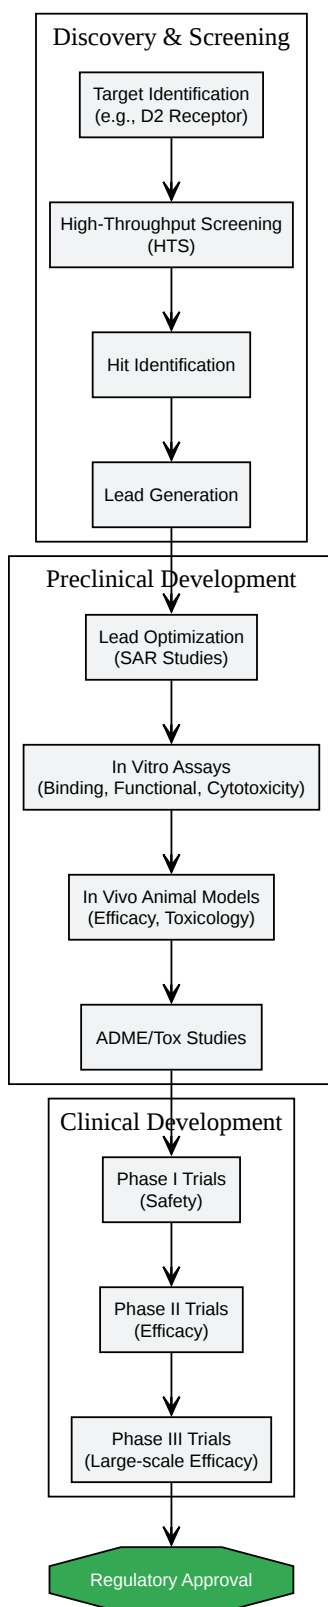 Discovery & Screening
Target Identification
(e.g., D2 Receptor)
High-Throughput Screening
(HTS)
Hit Identification
Lead Generation
Preclinical Development
Lead Optimization
(SAR Studies)
In Vitro Assays
(Binding, Functional, Cytotoxicity)
In Vivo Animal Models
(Efficacy, Toxicology)
ADME/Tox Studies
Clinical Development
Phase I Trials
(Safety)
Phase II Trials
(Efficacy)
Phase III Trials
(Large-scale Efficacy)
Regulatory Approval